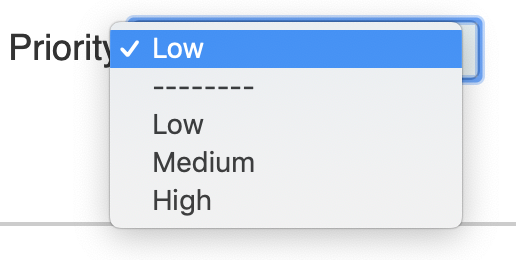 Priority ✓ Low
--------
Low
Medium
High